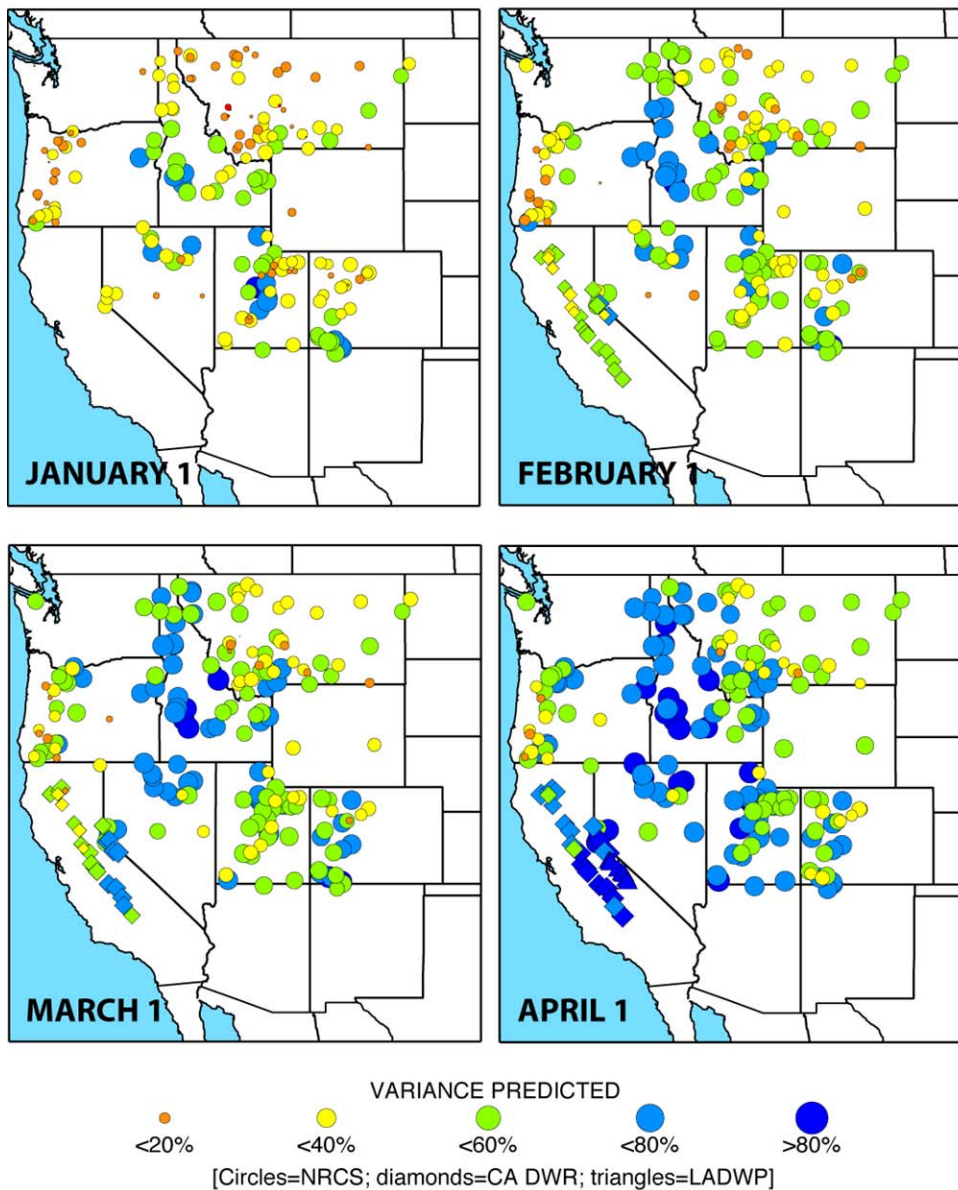 JANUARY 1
FEBRUARY 1
MARCH 1
APRIL 1
VARIANCE PREDICTED
<20%
<40%
<60%
<80%
>80%
[Circles=NRCS; diamonds=CA DWR; triangles=LADWP]